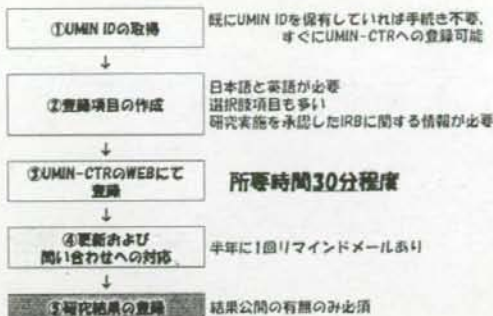 ①UMIN IDの取得
既にUMIN IDを保有していれば手続き不要、
すぐにUMIN-CTRへの登録可能
↓
②登録項目の作成
日本語と英語が必要
選択肢項目も多い
研究実施を承認したIRBに関する情報が必要
↓
③UMIN-CTRのWEBにて
登録
所要時間30分程度
↓
④更新および
問い合わせへの対応
半年に1回リマインドメールあり
↓
⑤研究結果の登録
結果公開の有無のみ必須